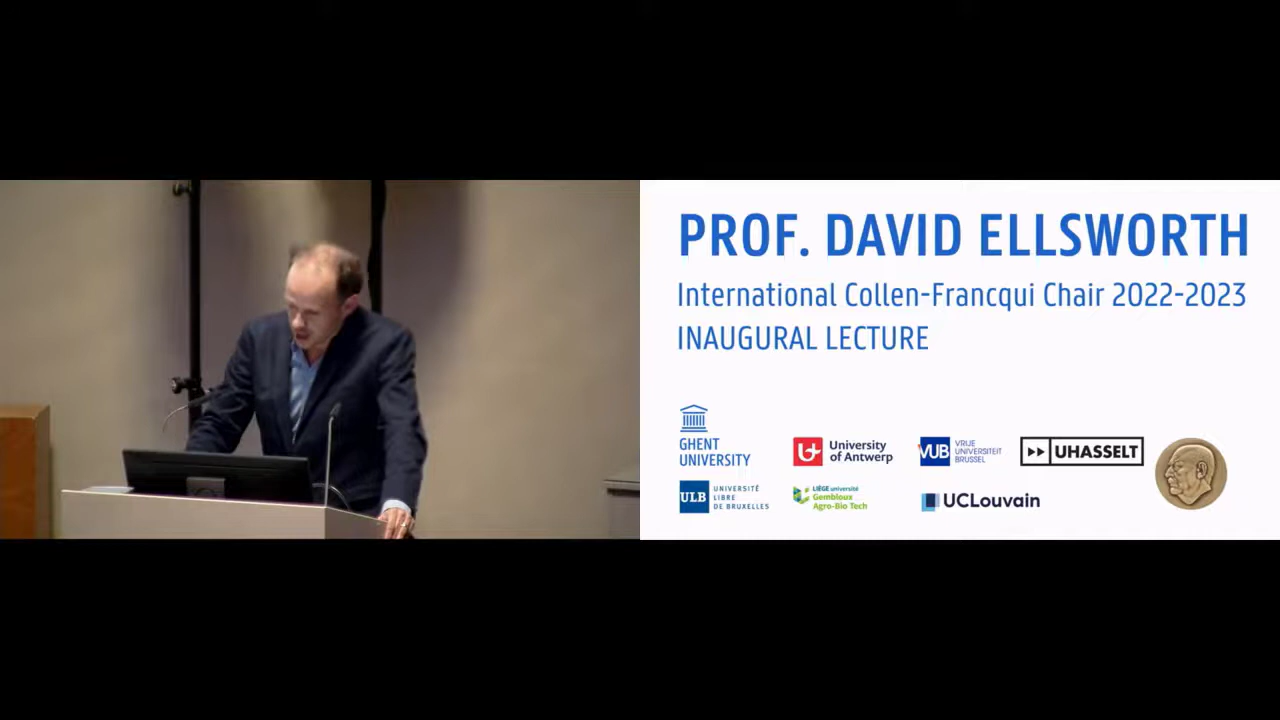 PROF. DAVID ELLSWORTH
International Collen-Francqui Chair 2022-2023
INAUGURAL LECTURE
GHENT
UNIVERSITY
University
of Antwerp
VUB
VRIJE
UNIVERSITEIT
BRUSSEL
UHASSELT
ULB
UNIVERSITÉ
LIBRE
DE BRUXELLES
LIÈGE université
Gembloux
Agro-Bio Tech
UCLouvain